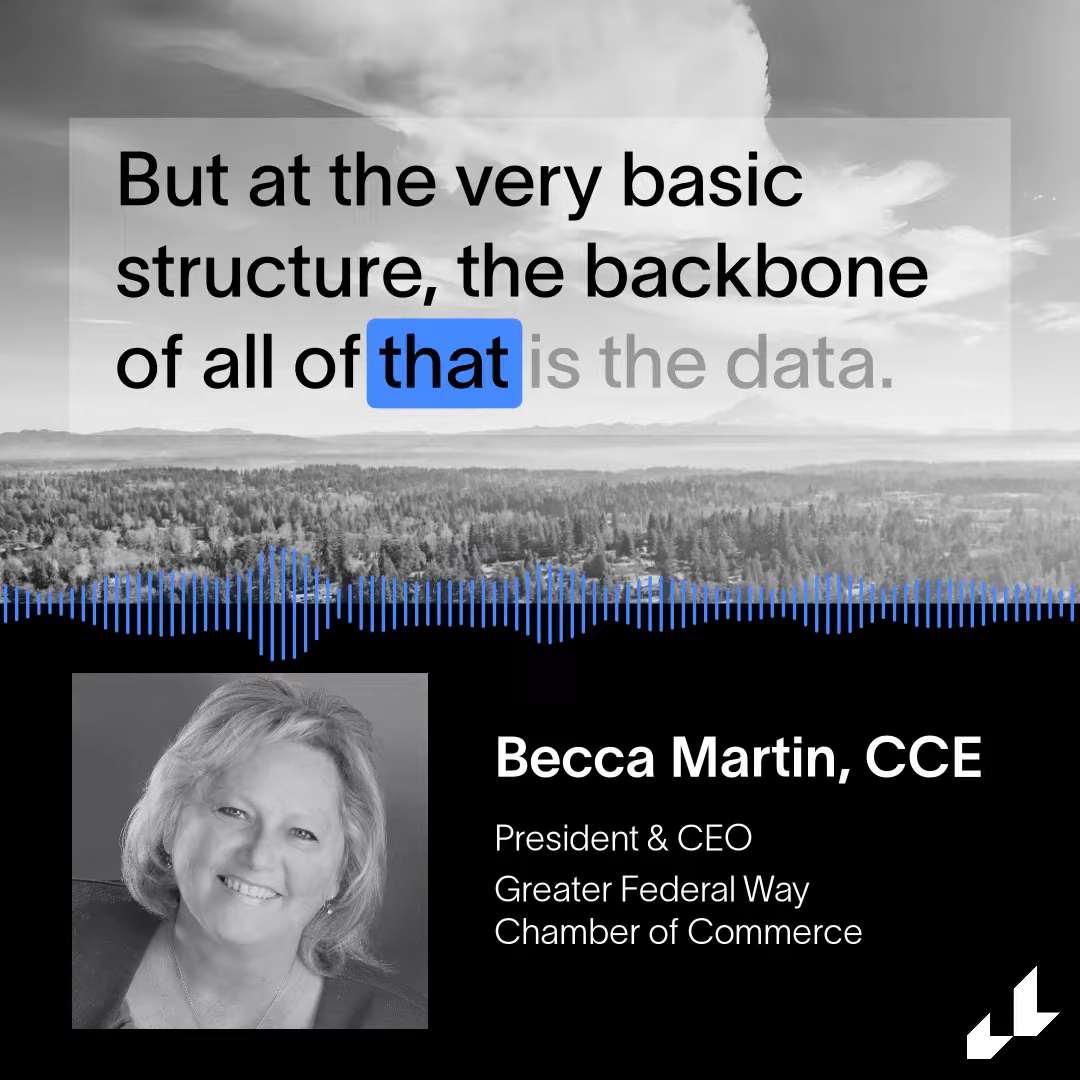 But at the very basic
structure, the backbone
of all of that is the data.
Becca Martin, CCE
President & CEO
Greater Federal Way
Chamber of Commerce